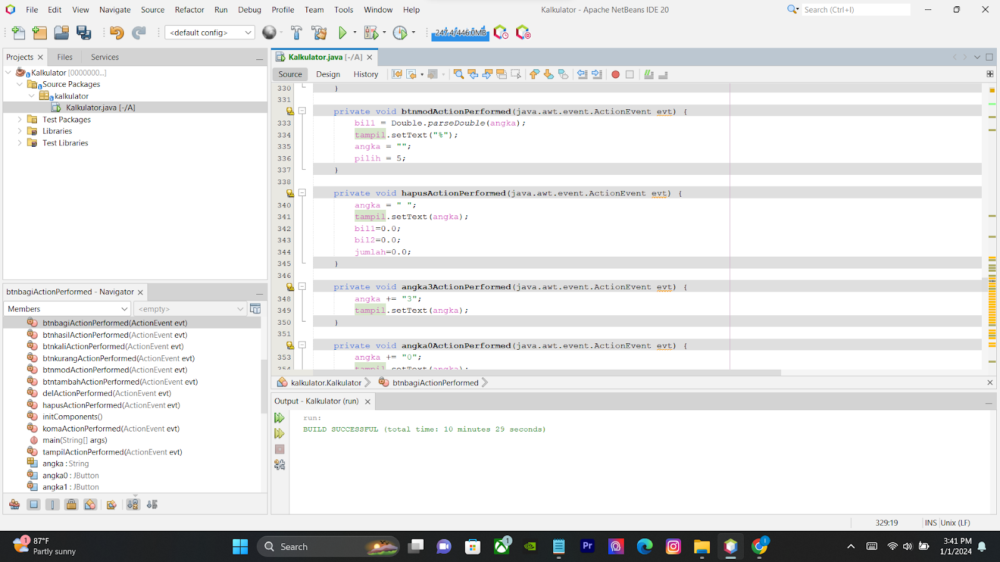 File Edit View Navigate Source Refactor Run Debug Profile Team Tools Window Help
Kalkulator - Apache NetBeans IDE 20
Search (Ctrl+I)
<default config>
247.4/446.0MB
Projects Files Services
Kalkulator [0000000...]
Source Packages
kalkulator
Kalkulator.java [-/A]
Test Packages
Libraries
Test Libraries
Kalkulator.java [-/A]
Source Design History
330 }
331
private void btnmodActionPerformed(java.awt.event.ActionEvent evt) {
333 bil1 = Double.parseDouble(angka);
334 tampil.setText("%");
335 angka = "";
336 pilih = 5;
337 }
338
private void hapusActionPerformed(java.awt.event.ActionEvent evt) {
340 angka = " ";
341 tampil.setText(angka);
342 bil1=0.0;
343 bil2=0.0;
344 jumlah=0.0;
345 }
346
private void angka3ActionPerformed(java.awt.event.ActionEvent evt) {
348 angka += "3";
349 tampil.setText(angka);
350 }
351
private void angka0ActionPerformed(java.awt.event.ActionEvent evt) {
353 angka += "0";
354 tampil.setText(angka);
kalkulator.Kalkulator btnbagiActionPerformed
btnbagiActionPerformed - Navigator
Members <empty>
btnbagiActionPerformed(ActionEvent evt)
btnhasilActionPerformed(ActionEvent evt)
btnkaliActionPerformed(ActionEvent evt)
btnkurangActionPerformed(ActionEvent evt)
btnmodActionPerformed(ActionEvent evt)
btntambahActionPerformed(ActionEvent evt)
delActionPerformed(ActionEvent evt)
hapusActionPerformed(ActionEvent evt)
initComponents()
komaActionPerformed(ActionEvent evt)
main(String[] args)
tampilActionPerformed(ActionEvent evt)
angka : String
angka0 : JButton
angka1 : JButton
Output - Kalkulator (run)
run:
BUILD SUCCESSFUL (total time: 10 minutes 29 seconds)
329:19 INS Unix (LF)
1
87°F
Partly sunny
Search
1
Pr
1
3:41 PM
1/1/2024